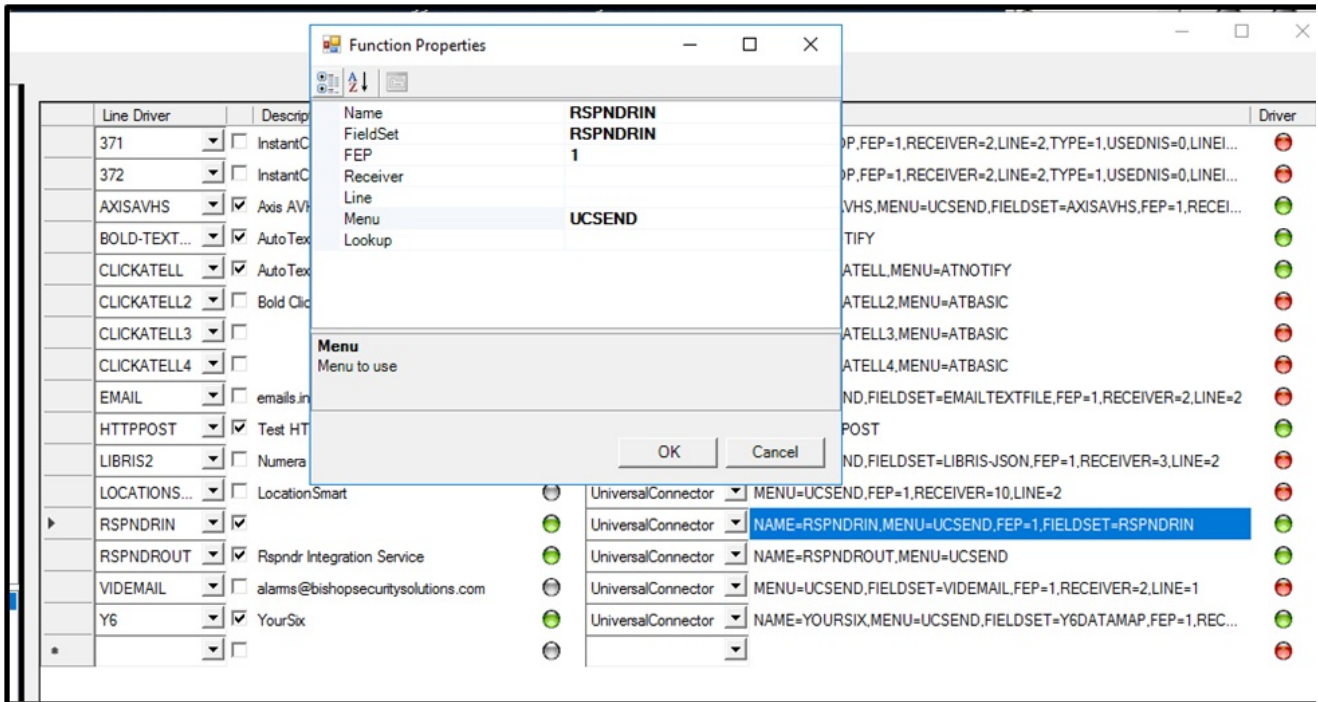 Function Properties
Line Driver Descrip Driver
Name RSPNDRIN
FieldSet RSPNDRIN
FEP 1
Receiver
Line
Menu UCSEND
Lookup
Menu
Menu to use
OK Cancel
371 InstantC OP,FEP=1,RECEIVER=2,LINE=2,TYPE=1,USEDNIS=0,LINEI...
372 InstantC OP,FEP=1,RECEIVER=2,LINE=2,TYPE=1,USEDNIS=0,LINEI...
AXISAVHS Axis AVH AVHS,MENU=UCSEND,FIELDSET=AXISAVHS,FEP=1,RECEI...
BOLD-TEXT... AutoTex TIFY
CLICKATELL AutoTex ATELL,MENU=ATNOTIFY
CLICKATELL2 Bold Clic ATELL2,MENU=ATBASIC
CLICKATELL3 ATELL3,MENU=ATBASIC
CLICKATELL4 ATELL4,MENU=ATBASIC
EMAIL emails.in ND,FIELDSET=EMAILTEXTFILE,FEP=1,RECEIVER=2,LINE=2
HTTPPOST Test HT POST
LIBRIS2 Numera ND,FIELDSET=LIBRIS-JSON,FEP=1,RECEIVER=3,LINE=2
LOCATIONS... LocationSmart UniversalConnector MENU=UCSEND,FEP=1,RECEIVER=10,LINE=2
RSPNDRIN UniversalConnector NAME=RSPNDRIN,MENU=UCSEND,FEP=1,FIELDSET=RSPNDRIN
RSPNDROUT Rspndr Integration Service UniversalConnector NAME=RSPNDROUT,MENU=UCSEND
VIDEMAIL alarms@bishopsecuritysolutions.com UniversalConnector MENU=UCSEND,FIELDSET=VIDEMAIL,FEP=1,RECEIVER=2,LINE=1
Y6 YourSix UniversalConnector NAME=YOURSIX,MENU=UCSEND,FIELDSET=Y6DATAMAP,FEP=1,REC...